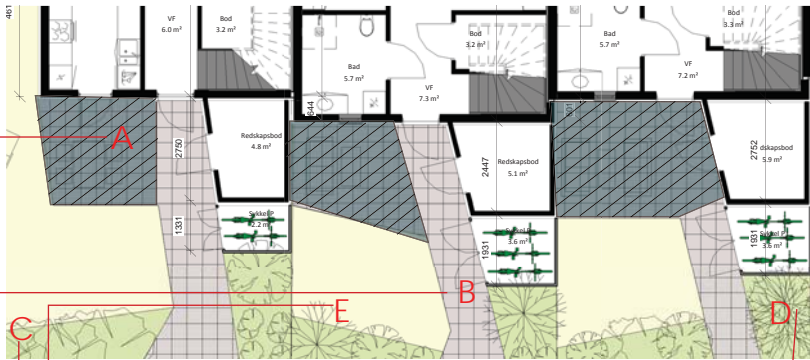 461
VF
6.0 m²
Bod
3.2 m²
Bad
5.7 m²
Bod
3.2 m²
VF
7.3 m²
Bad
5.7 m²
Bod
3.3 m²
VF
7.2 m²
644
601
A
2750
Redskapsbod
4.8 m²
2447
Redskapsbod
5.1 m²
2752
dskapsbod
5.9 m²
1331
Sykkel P
2.2 m²
1931
Sykkel P
3.6 m²
1931
Sykkel P
3.6 m²
B
C
E
D